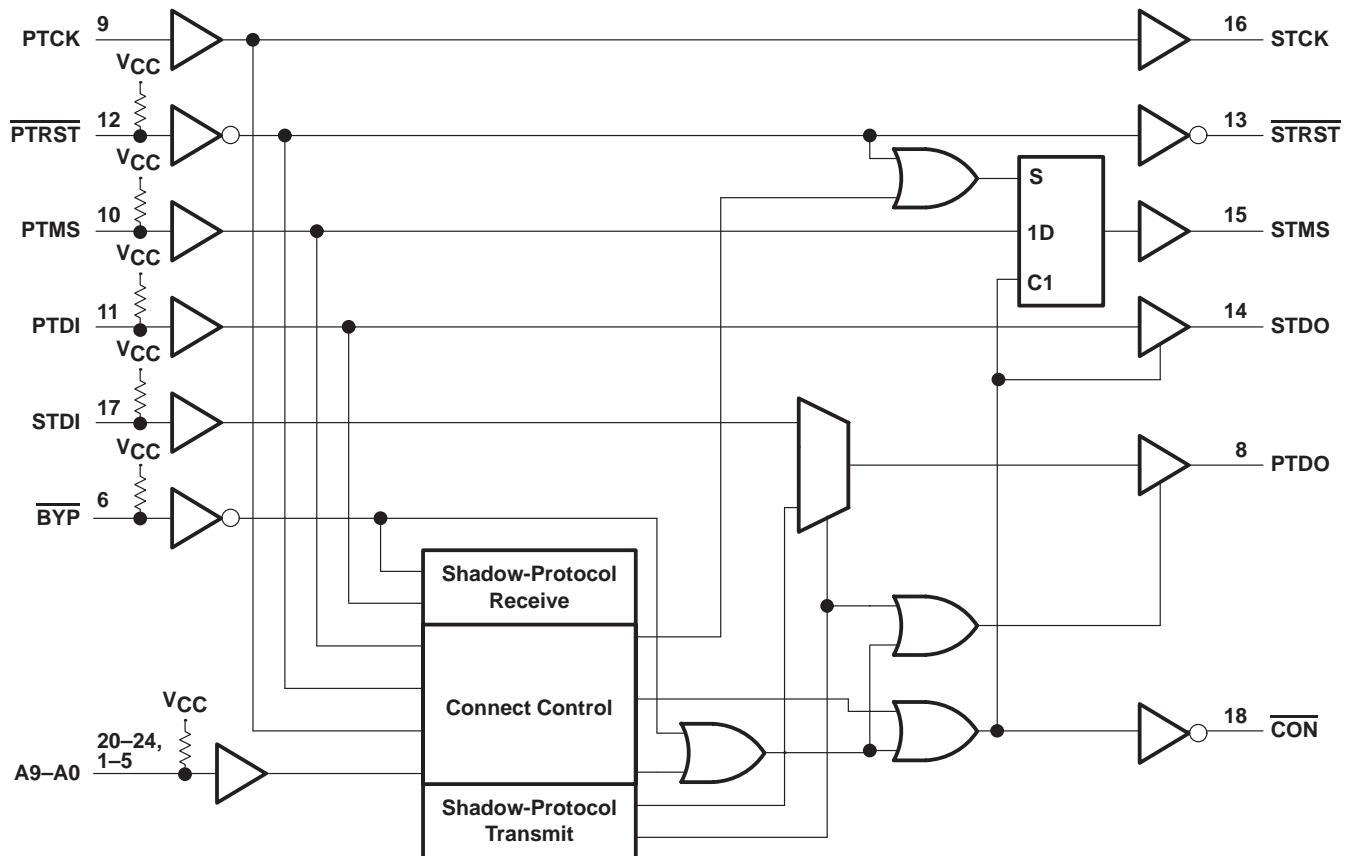 PTCK 9
16 STCK
VCC
PTRST 12
13 STRST
VCC
S
PTMS 10
1D
15 STMS
VCC
C1
PTDI 11
14 STDO
VCC
STDI 17
VCC
8 PTDO
BYP 6
Shadow-Protocol
Receive
Connect Control
VCC
18 CON
20–24,
A9–A0 1–5
Shadow-Protocol
Transmit